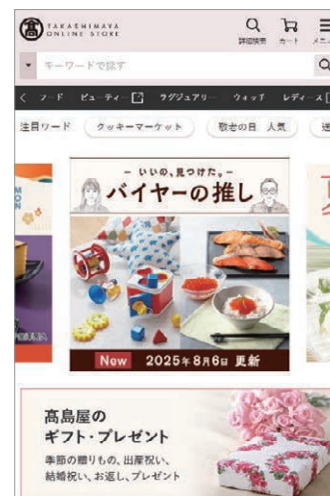 髙
TAKASHIMAYA
ONLINE STORE
詳細検索
カート
メニュ
キーワードで探す
フード
ビューティー
ラグジュアリー
ウォッチ
レディース
注目ワード
クッキーマーケット
敬老の日 人気
MON
いいの、見つけた。
バイヤーの推し
New 2025年8月6日 更新
髙島屋の
ギフト・プレゼント
季節の贈りもの、出産祝い、
結婚祝い、お返し、プレゼント